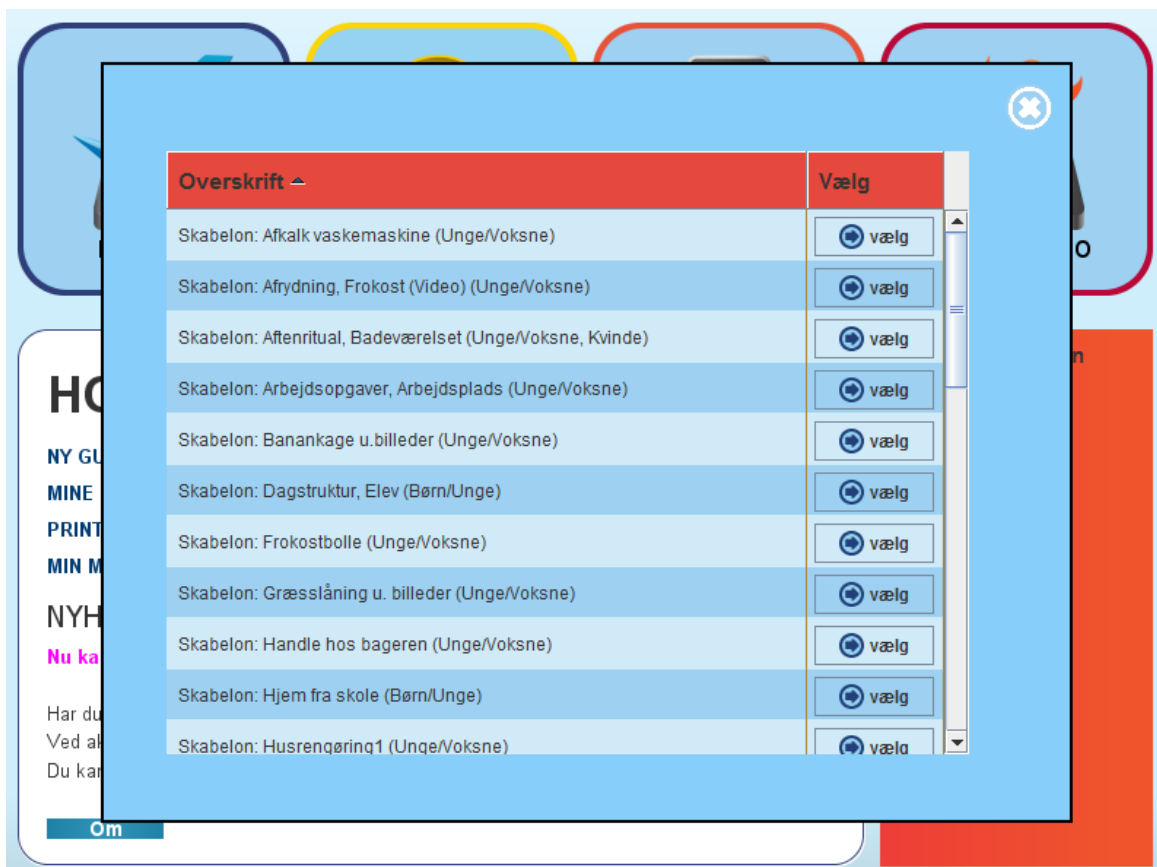 Overskrift
Vælg
Skabelon: Afkalk vaskemaskine (Unge/Voksne)
vælg
Skabelon: Afrydning, Frokost (Video) (Unge/Voksne)
vælg
Skabelon: Aftenritual, Badeværelset (Unge/Voksne, Kvinde)
vælg
Skabelon: Arbejdsopgaver, Arbejdsplads (Unge/Voksne)
vælg
Skabelon: Banankage u.billeder (Unge/Voksne)
vælg
Skabelon: Dagstruktur, Elev (Børn/Unge)
vælg
Skabelon: Frokostbolle (Unge/Voksne)
vælg
Skabelon: Græsslåning u. billeder (Unge/Voksne)
vælg
Skabelon: Handle hos bageren (Unge/Voksne)
vælg
Skabelon: Hjem fra skole (Børn/Unge)
vælg
Skabelon: Husrengøring1 (Unge/Voksne)
vælg
O
n
HO
NY GU
MINE
PRINT
MIN M
NYH
Nu ka
Har du
Ved ak
Du kan
Om